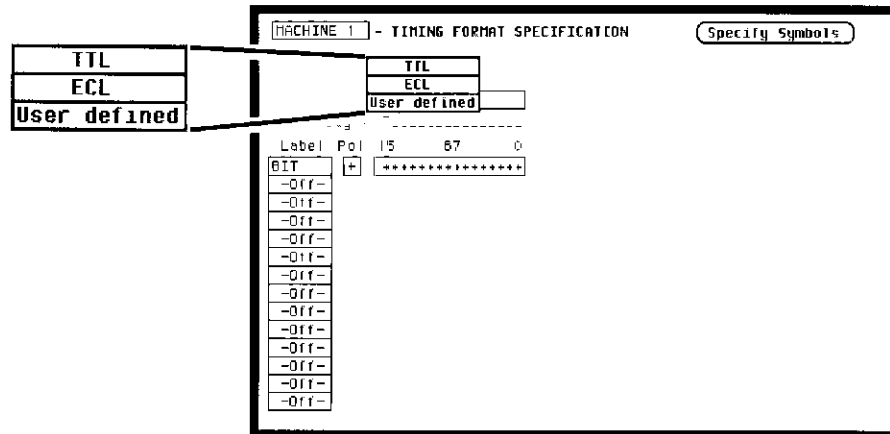 MACHINE 1 - TIMING FORMAT SPECIFICATION Specify Symbols
TTL
ECL
User defined
TTL
ECL
User defined
Label Pol 15 87 0
BIT + ++++++++++++++++
-Off-
-Off-
-Off-
-Off-
-Off-
-Off-
-Off-
-Off-
-Off-
-Off-
-Off-
-Off-
-Off-